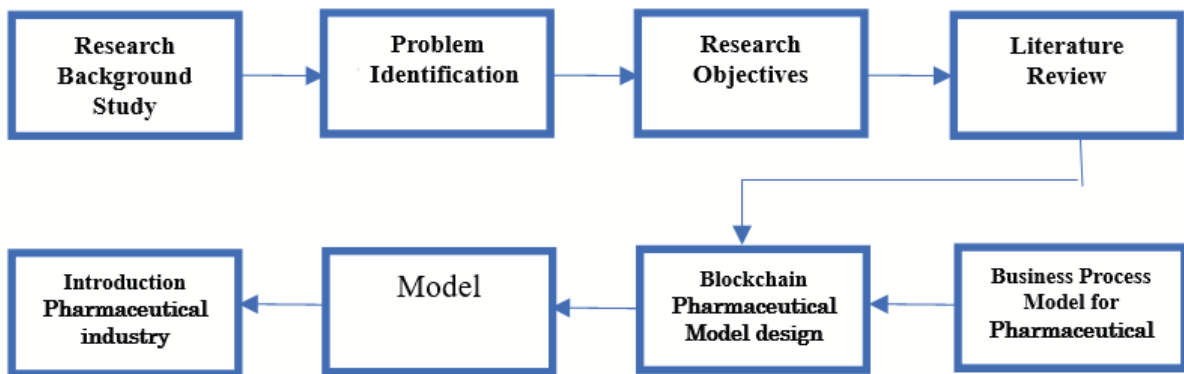 Research
Background
Study
Problem
Identification
Research
Objectives
Literature
Review
Introduction
Pharmaceutical
industry
Model
Blockchain
Pharmaceutical
Model design
Business Process
Model for
Pharmaceutical